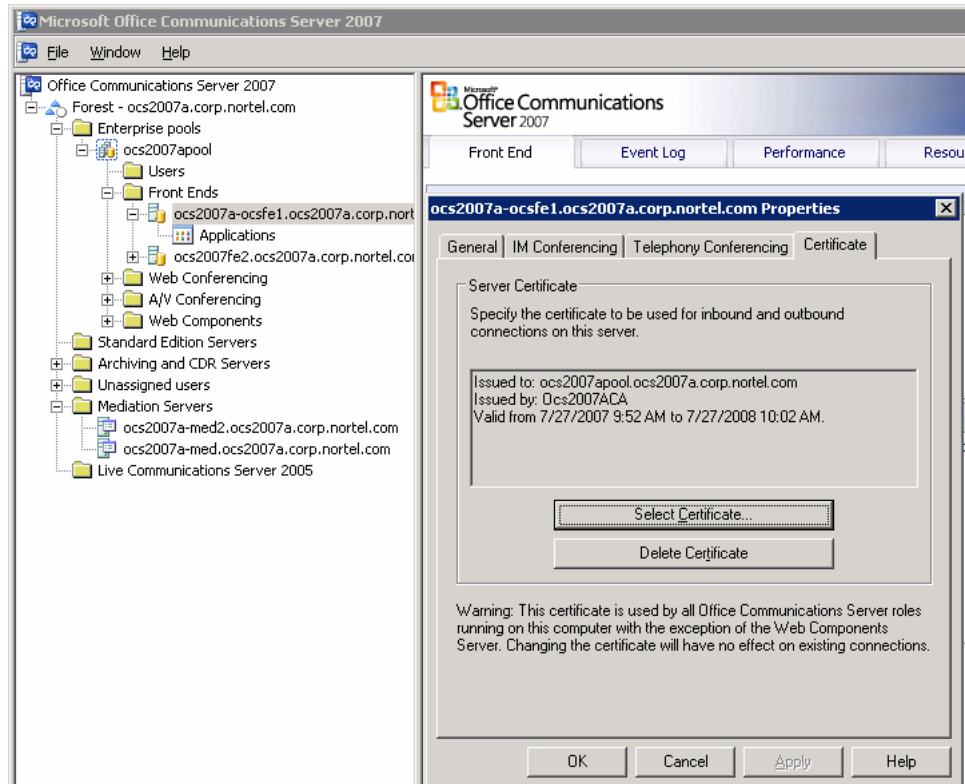 Microsoft Office Communications Server 2007
File Window Help
Office Communications Server 2007
Forest - ocs2007a.corp.nortel.com
Enterprise pools
ocs2007apool
Users
Front Ends
ocs2007a-ocsfe1.ocs2007a.corp.nort
Applications
ocs2007fe2.ocs2007a.corp.nortel.co
Web Conferencing
A/V Conferencing
Web Components
Standard Edition Servers
Archiving and CDR Servers
Unassigned users
Mediation Servers
ocs2007a-med2.ocs2007a.corp.nortel.com
ocs2007a-med.ocs2007a.corp.nortel.com
Live Communications Server 2005
Microsoft
Office Communications
Server 2007
Front End Event Log Performance Resou
ocs2007a-ocsfe1.ocs2007a.corp.nortel.com Properties
General IM Conferencing Telephony Conferencing Certificate
Server Certificate
Specify the certificate to be used for inbound and outbound
connections on this server.
Issued to: ocs2007apool.ocs2007a.corp.nortel.com
Issued by: Ocs2007ACA
Valid from 7/27/2007 9:52 AM to 7/27/2008 10:02 AM.
Select Certificate...
Delete Certificate
Warning: This certificate is used by all Office Communications Server roles
running on this computer with the exception of the Web Components
Server. Changing the certificate will have no effect on existing connections.
OK Cancel Apply Help